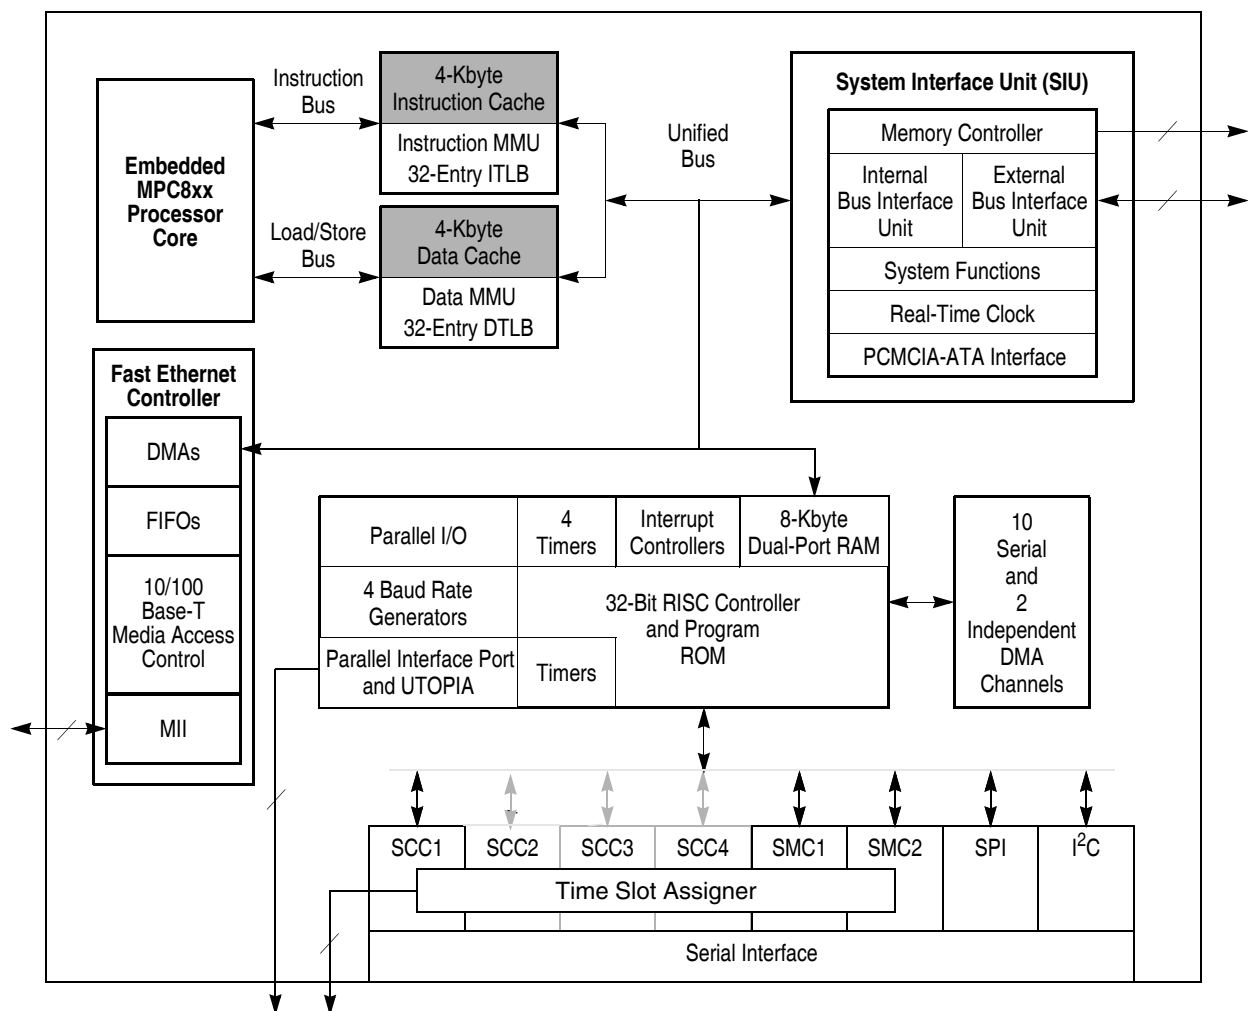 Embedded
MPC8xx
Processor
Core
Instruction
Bus
Load/Store
Bus
4-Kbyte
Instruction Cache
Instruction MMU
32-Entry ITLB
4-Kbyte
Data Cache
Data MMU
32-Entry DTLB
Unified
Bus
System Interface Unit (SIU)
Memory Controller
Internal
Bus Interface
Unit
External
Bus Interface
Unit
System Functions
Real-Time Clock
PCMCIA-ATA Interface
Fast Ethernet
Controller
DMAs
FIFOs
10/100
Base-T
Media Access
Control
MII
Parallel I/O
4
Timers
Interrupt
Controllers
8-Kbyte
Dual-Port RAM
4 Baud Rate
Generators
32-Bit RISC Controller
and Program
ROM
Parallel Interface Port
and UTOPIA
Timers
10
Serial
and
2
Independent
DMA
Channels
SCC1
SCC2
SCC3
SCC4
SMC1
SMC2
SPI
I²C
Time Slot Assigner
Serial Interface